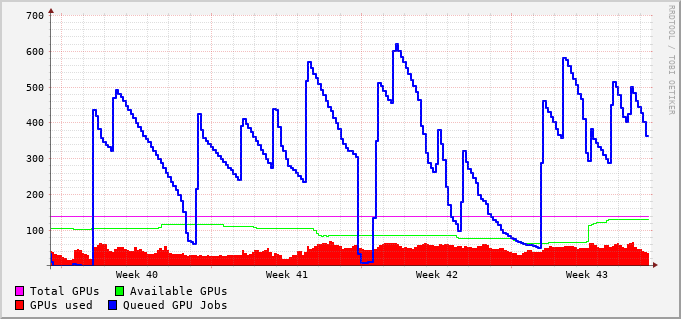 700
600
500
400
300
200
100
Week 40 Week 41 Week 42 Week 43
Total GPUs Available GPUs
GPUs used Queued GPU Jobs
RRDTOOL / TOBI OETIKER